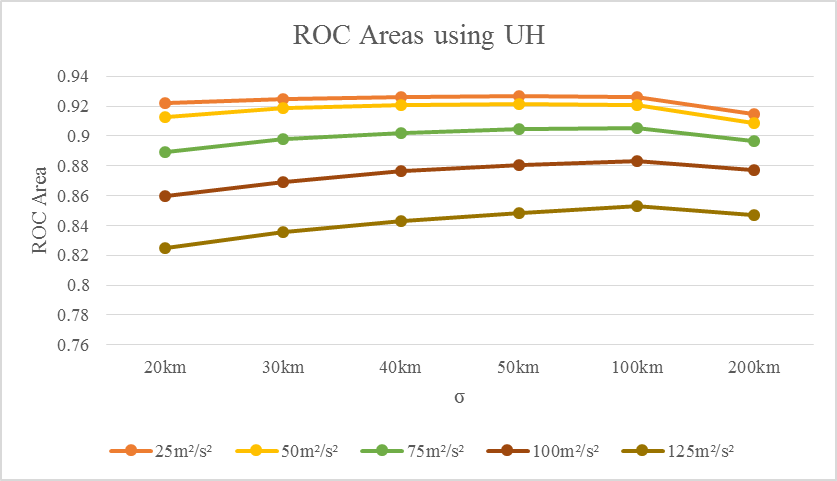 ROC Areas using UH
0.94
0.92
0.9
0.88
0.86
0.84
0.82
0.8
0.78
0.76
ROC Area
20km 30km 40km 50km 100km 200km
σ
25m²/s² 50m²/s² 75m²/s² 100m²/s² 125m²/s²